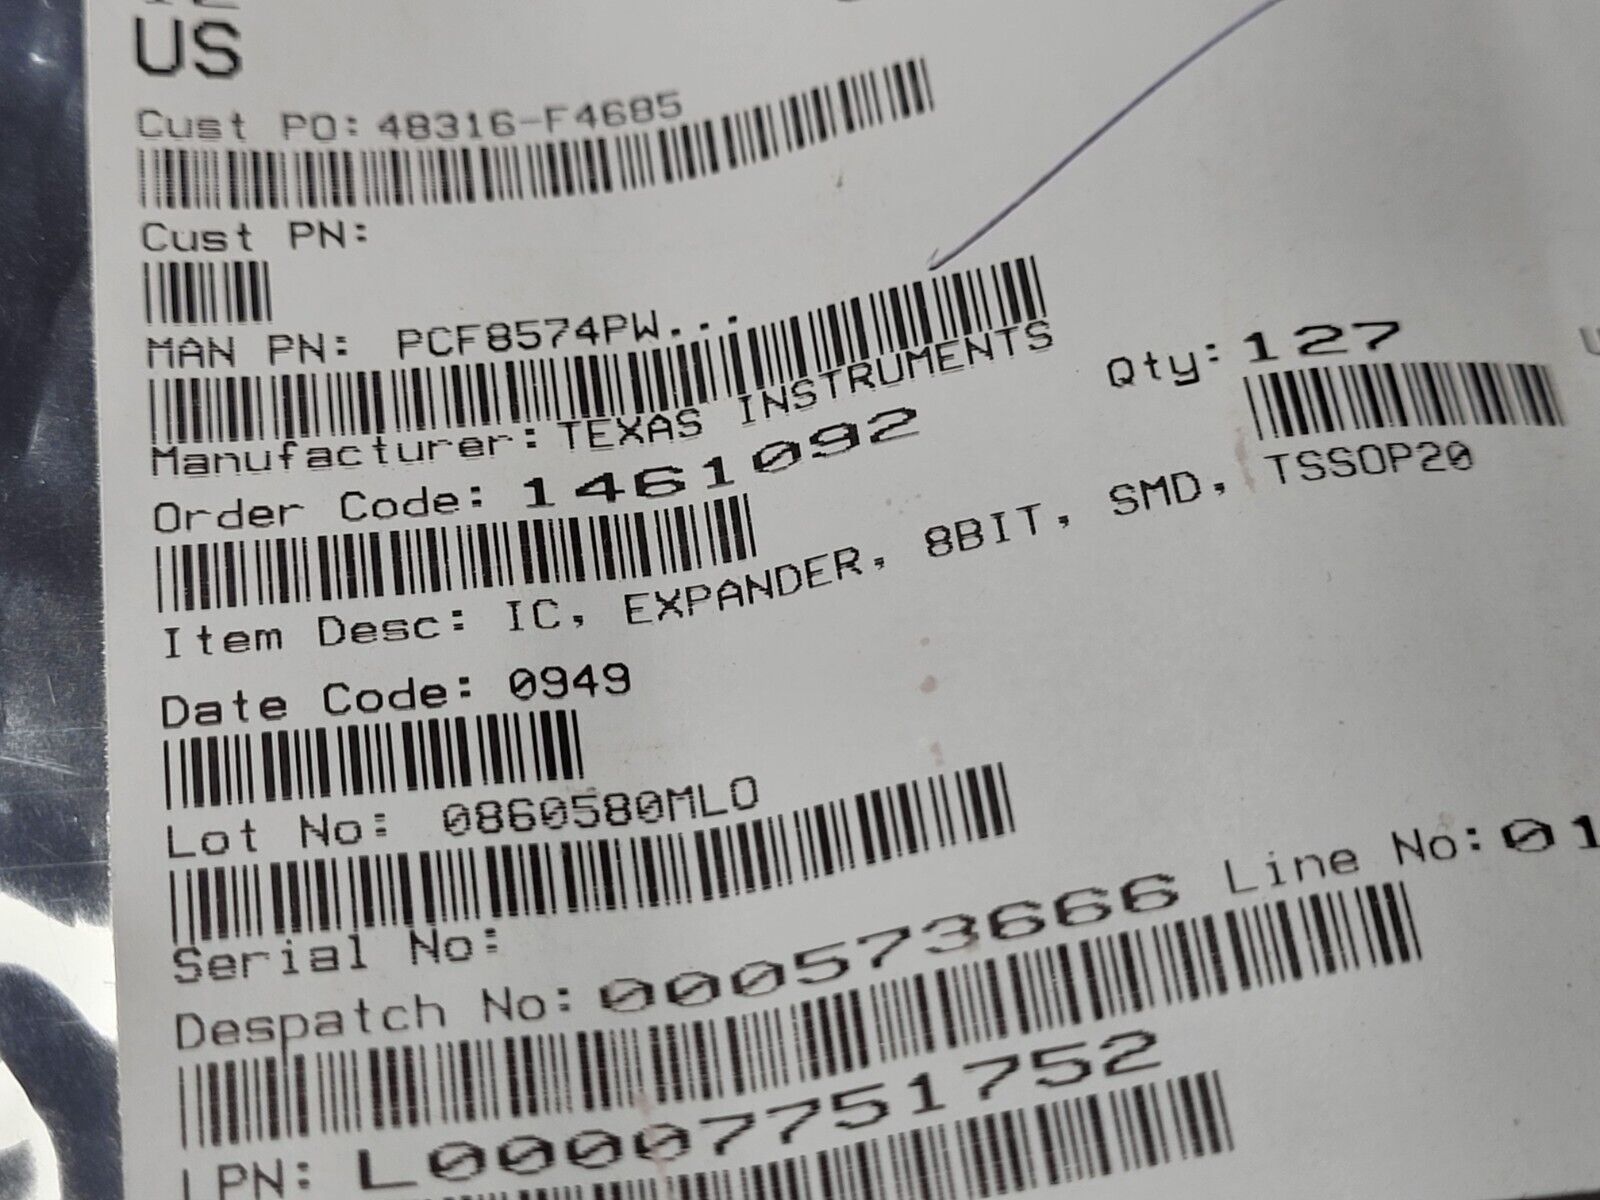 US
Cust PO: 48316-F4685
Cust PN:
MAN PN: PCF8574PW...
Manufacturer: TEXAS INSTRUMENTS
Qty: 127
Order Code: 1461092
Item Desc: IC, EXPANDER, 8BIT, SMD, TSSOP20
Date Code: 0949
Lot No: 0860580MLO
Serial No:
Despatch No: 000573666 Line No: 01
LPN: L00007751752